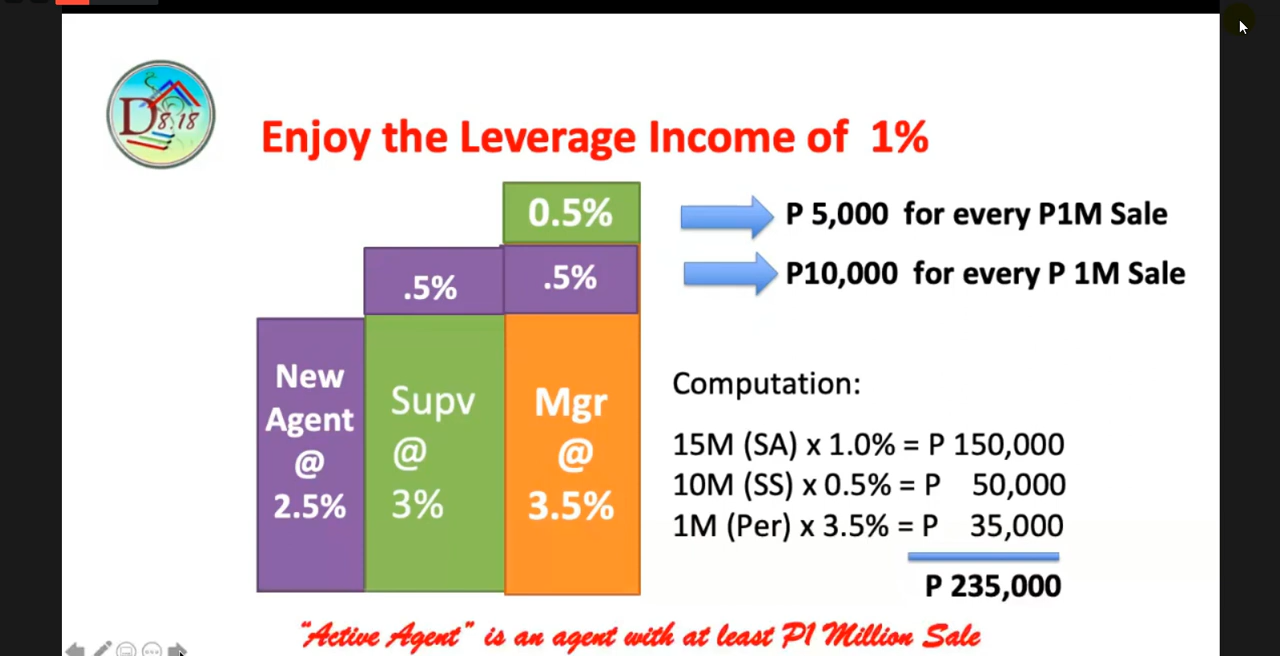 D8.18
Enjoy the Leverage Income of 1%
0.5%
P 5,000 for every P1M Sale
.5%
.5%
P10,000 for every P 1M Sale
New
Agent
@
2.5%
Supv
@
3%
Mgr
@
3.5%
Computation:
15M (SA) x 1.0% = P 150,000
10M (SS) x 0.5% = P 50,000
1M (Per) x 3.5% = P 35,000
P 235,000
"Active Agent" is an agent with at least P1 Million Sale